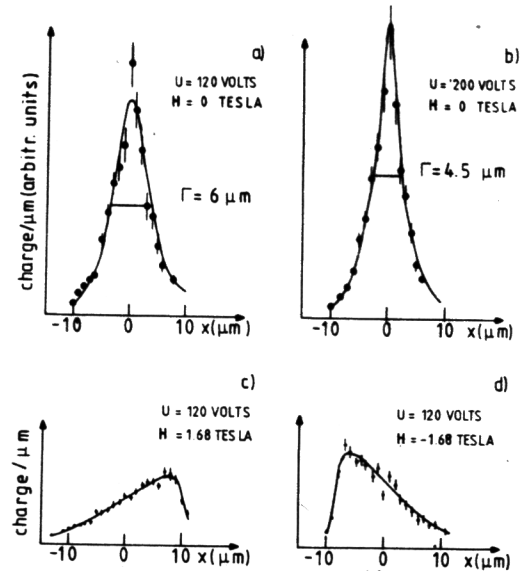 a)
U = 120 VOLTS
H = 0 TESLA
Γ = 6 μm
charge/μm (arbitr. units)
-10 0 10 x(μm)
b)
U = 200 VOLTS
H = 0 TESLA
Γ = 4.5 μm
-10 0 10 x(μm)
c)
U = 120 VOLTS
H = 1.68 TESLA
charge/μm
-10 0 10 x(μm)
d)
U = 120 VOLTS
H = -1.68 TESLA
-10 0 10 x(μm)